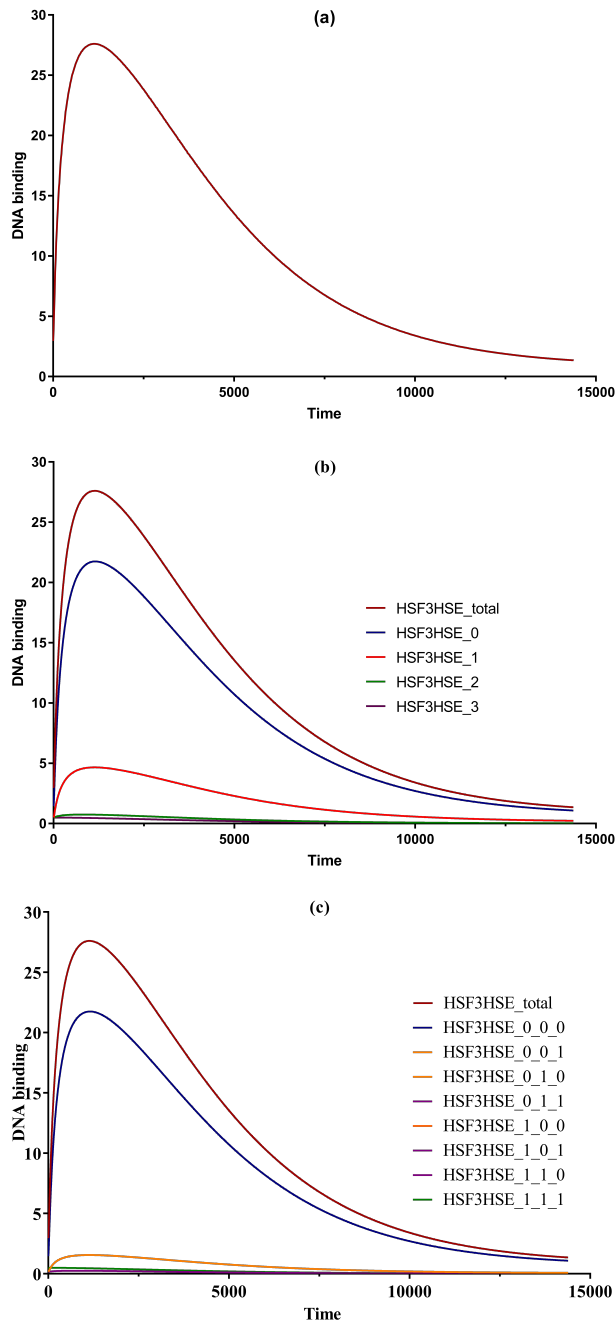 (a)
30
25
20
15
10
5
0
DNA binding
0 5000 10000 15000
Time
(b)
30
25
20
15
10
5
0
DNA binding
HSF3HSE_total
HSF3HSE_0
HSF3HSE_1
HSF3HSE_2
HSF3HSE_3
0 5000 10000 15000
Time
(c)
30
25
20
15
10
5
0
DNA binding
HSF3HSE_total
HSF3HSE_0_0_0
HSF3HSE_0_0_1
HSF3HSE_0_1_0
HSF3HSE_0_1_1
HSF3HSE_1_0_0
HSF3HSE_1_0_1
HSF3HSE_1_1_0
HSF3HSE_1_1_1
0 5000 10000 15000
Time